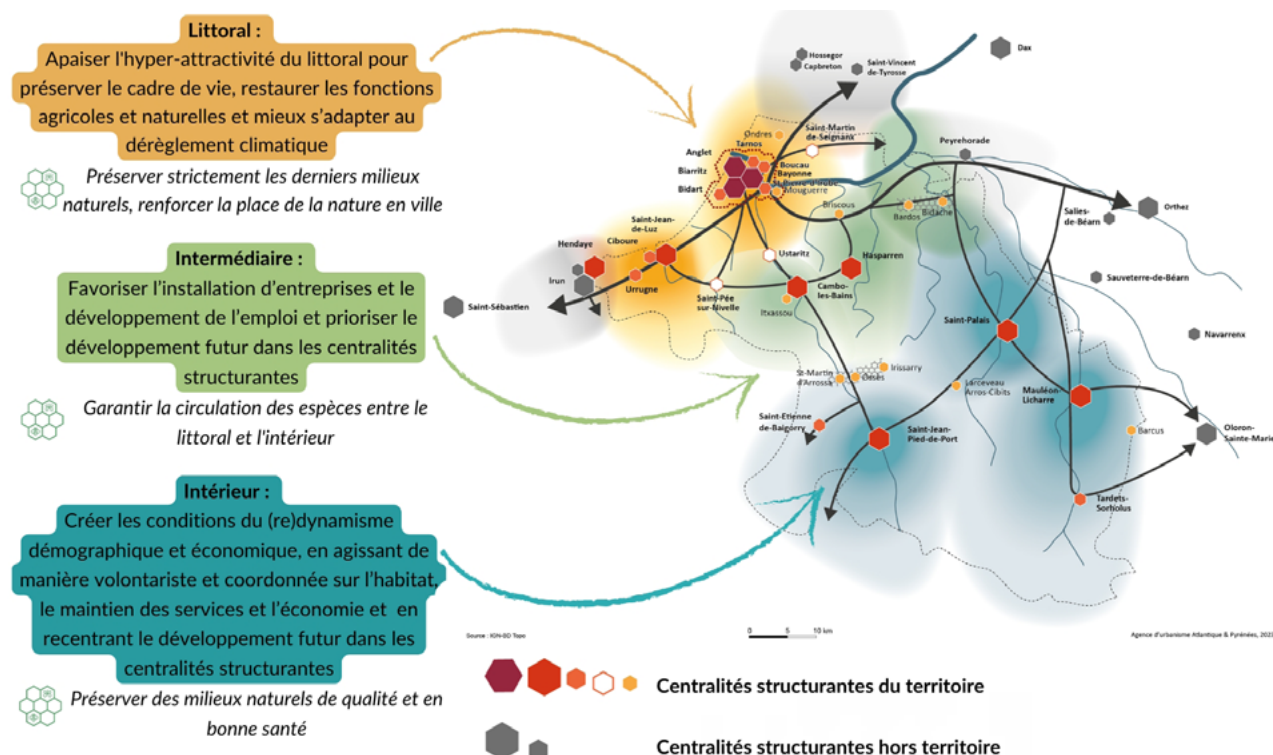 Littoral :
Apaiser l'hyper-attractivité du littoral pour
préserver le cadre de vie, restaurer les fonctions
agricoles et naturelles et mieux s'adapter au
dérèglement climatique
Préserver strictement les derniers milieux
naturels, renforcer la place de la nature en ville
Intermédiaire :
Favoriser l'installation d'entreprises et le
développement de l'emploi et prioriser le
développement futur dans les centralités
structurantes
Garantir la circulation des espèces entre le
littoral et l'intérieur
Intérieur :
Créer les conditions du (re)dynamisme
démographique et économique, en agissant de
manière volontariste et coordonnée sur l'habitat,
le maintien des services et l'économie et en
recentrant le développement futur dans les
centralités structurantes
Préserver des milieux naturels de qualité et en
bonne santé
Dax
Hossegor
Capbreton
Saint-Vincent
de-Tyrosse
Ondres
Tarnos
Saint-Martin
de-Seignanx
Anglet
Biarritz
Bidart
Boucau
Bayonne
Mouguerre
Briscous
Bardos
Bidache
Peyrehorade
Salies-
de-Béarn
Orthez
Saint-Jean-
de-Luz
Ciboure
Hendaye
Irun
Urrugne
Saint-Sébastien
Ustaritz
Saint-Pée
sur-Nivelle
Cambo-
les-Bains
Hasparren
Itxassou
Sauveterre-de-Béarn
Navarrenx
Saint-Palais
St-Martin
d'Arrossa
Ossès
Irissarry
Larceveau
Arros-Cibits
Mauléon-
Licharre
Saint-Etienne
de-Baigorry
Saint-Jean-
Pied-de-Port
Barcus
Oloron-
Sainte-Marie
Tardets-
Sorholus
Source : IGN-BD Topo
0 5 10 km
Agence d'urbanisme Atlantique & Pyrénées,
Centralités structurantes du territoire
Centralités structurantes hors territoire